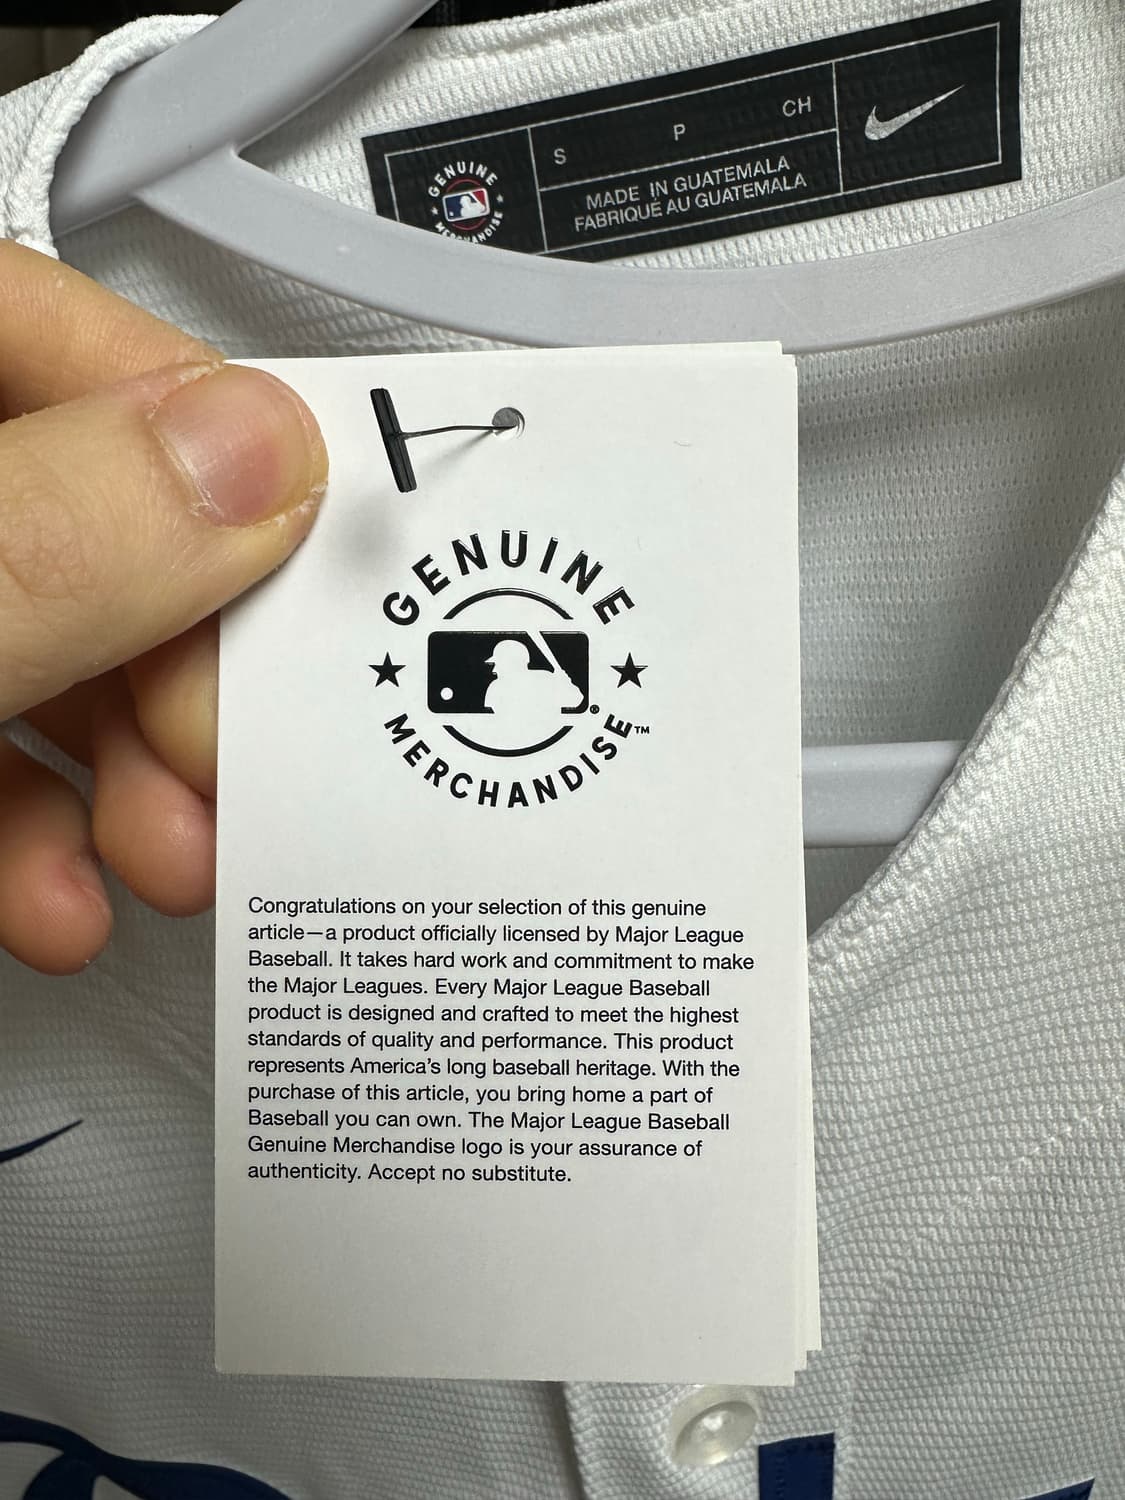 GENUINE
MERCHANDISE
S P CH
MADE IN GUATEMALA
FABRIQUÉ AU GUATEMALA
GENUINE
MERCHANDISE™
®
Congratulations on your selection of this genuine
article—a product officially licensed by Major League
Baseball. It takes hard work and commitment to make
the Major Leagues. Every Major League Baseball
product is designed and crafted to meet the highest
standards of quality and performance. This product
represents America's long baseball heritage. With the
purchase of this article, you bring home a part of
Baseball you can own. The Major League Baseball
Genuine Merchandise logo is your assurance of
authenticity. Accept no substitute.